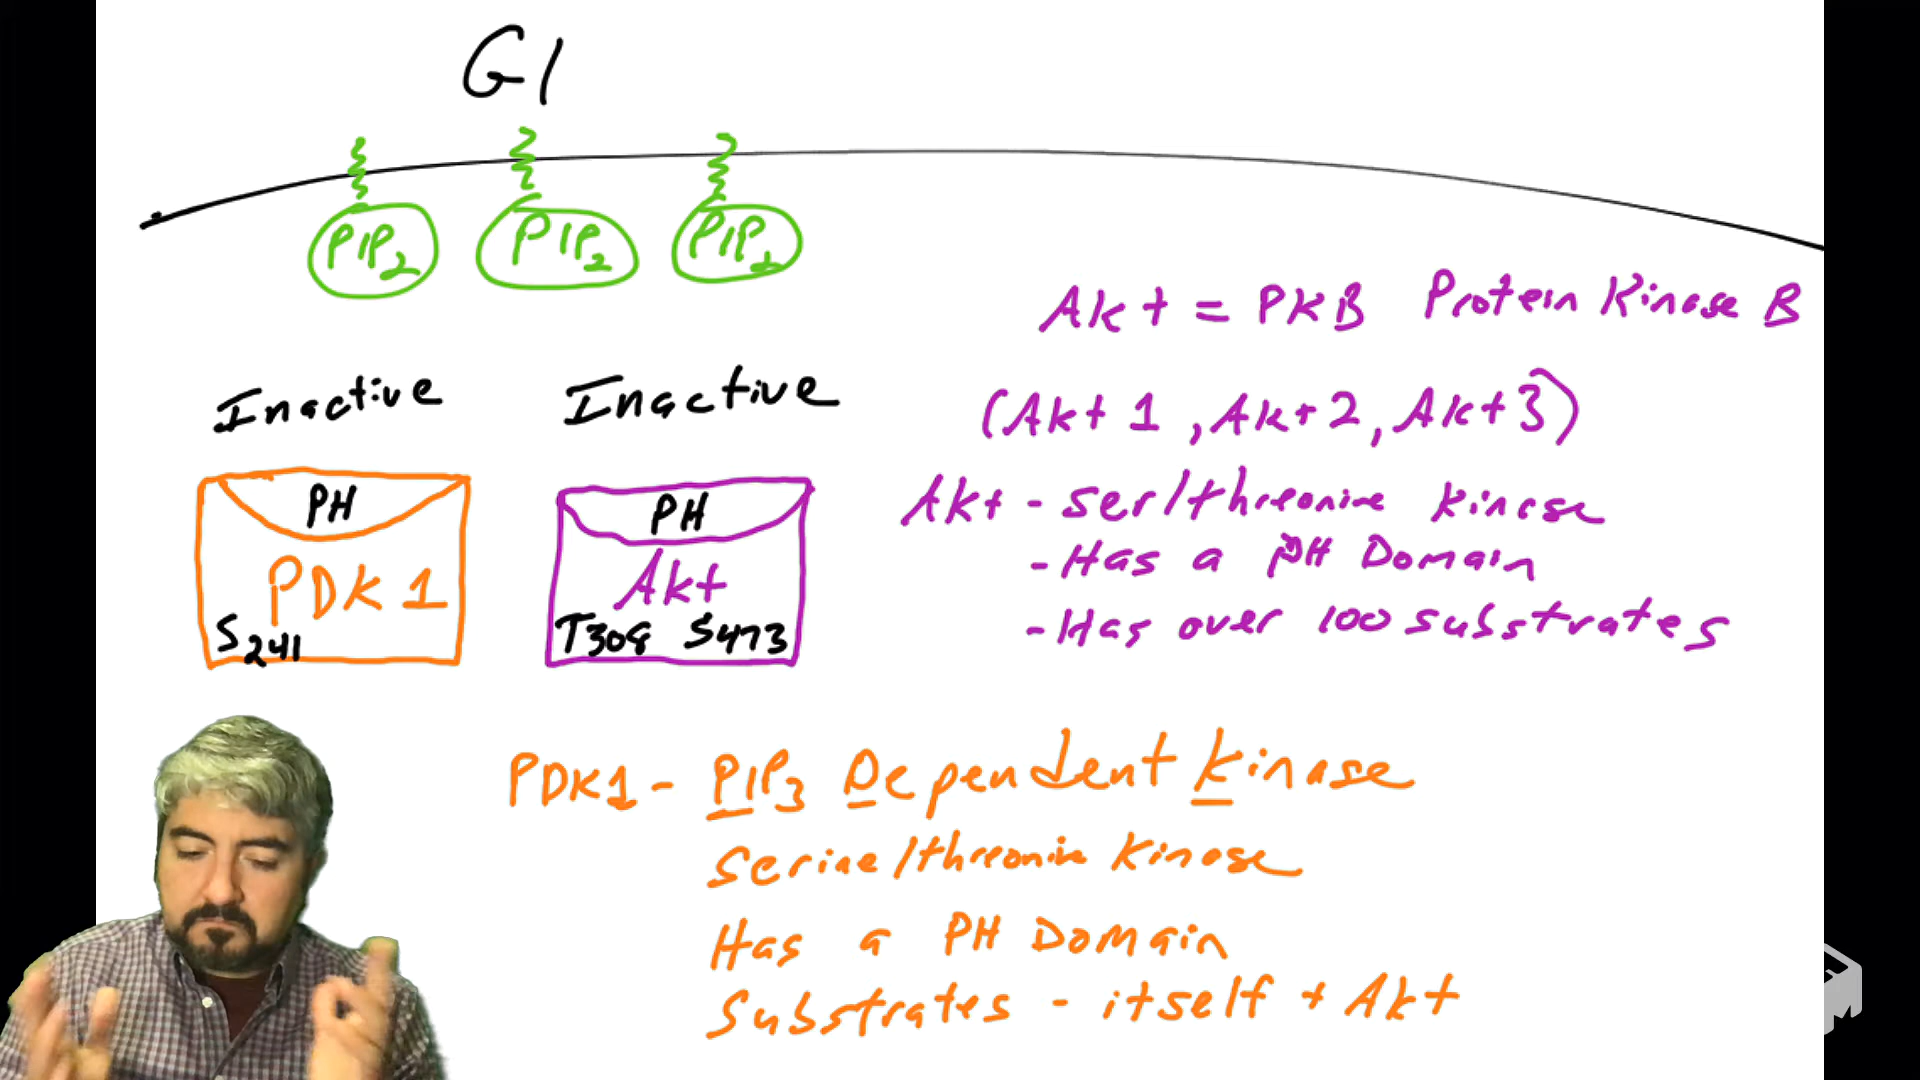 G1
PIP2 PIP2 PIP2
Akt = PKB Protein Kinase B
Inactive Inactive
(Akt 1, Akt 2, Akt 3)
PH
PDK1
S241
PH
Akt
T308 S473
Akt - ser/threonine kinase
- Has a PH Domain
- Has over 100 substrates
PDK1 - PIP3 Dependent Kinase
Serine/threonine Kinase
Has a PH Domain
Substrates - itself + Akt